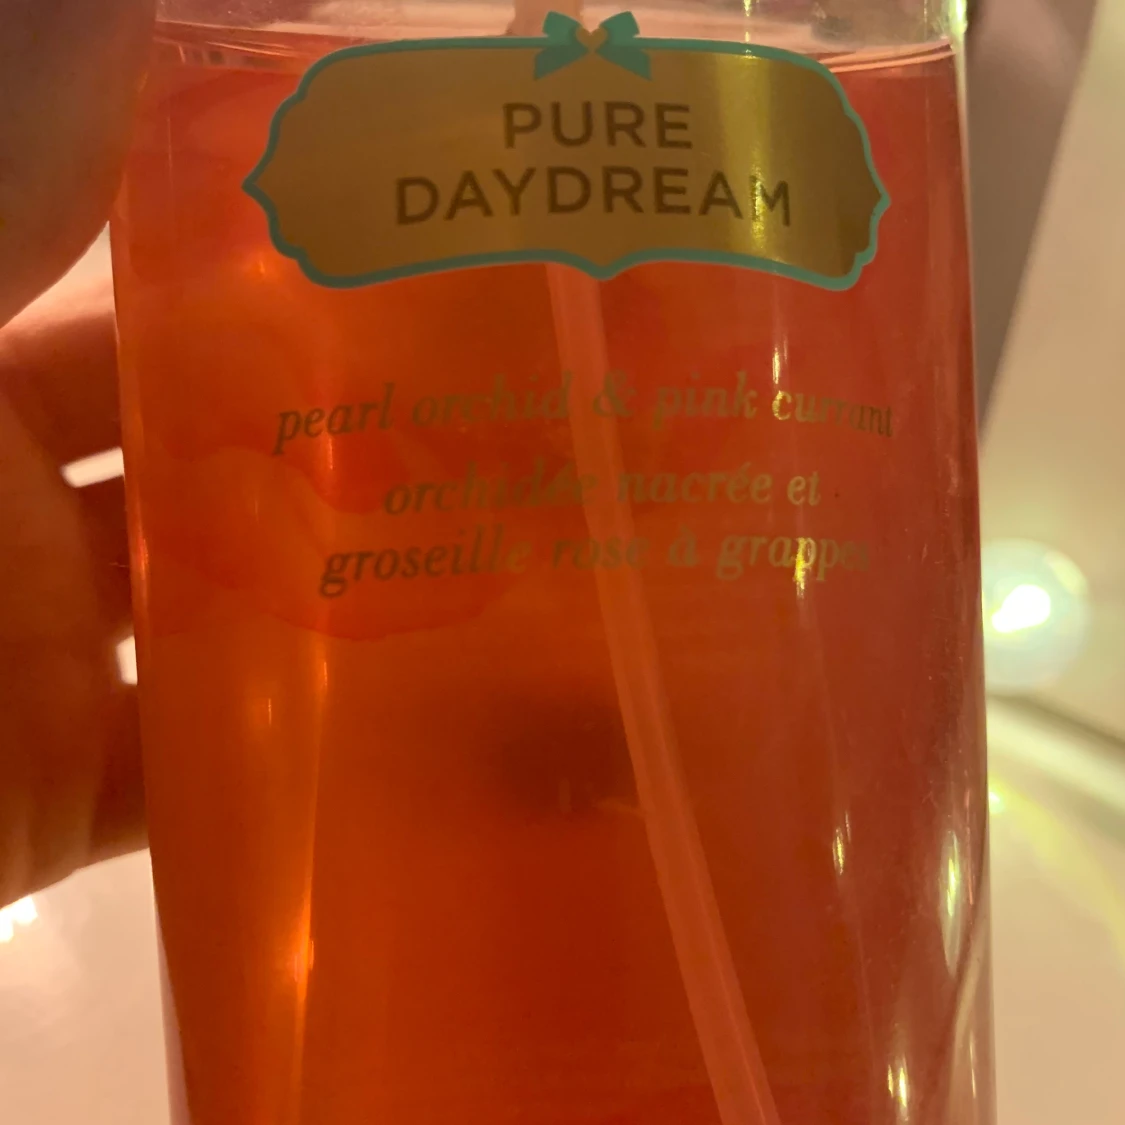 PURE
DAYDREAM
pearl orchid & pink currant
orchidée nacrée et
groseille rose à grappes